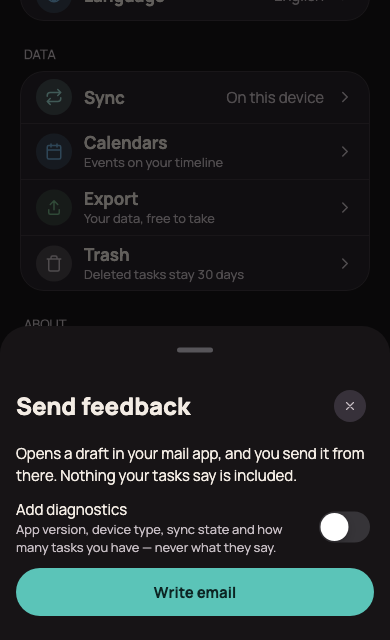 Language English
DATA
Sync On this device
Calendars
Events on your timeline
Export
Your data, free to take
Trash
Deleted tasks stay 30 days
ABOUT
Send feedback
Opens a draft in your mail app, and you send it from
there. Nothing your tasks say is included.
Add diagnostics
App version, device type, sync state and how
many tasks you have — never what they say.
Write email